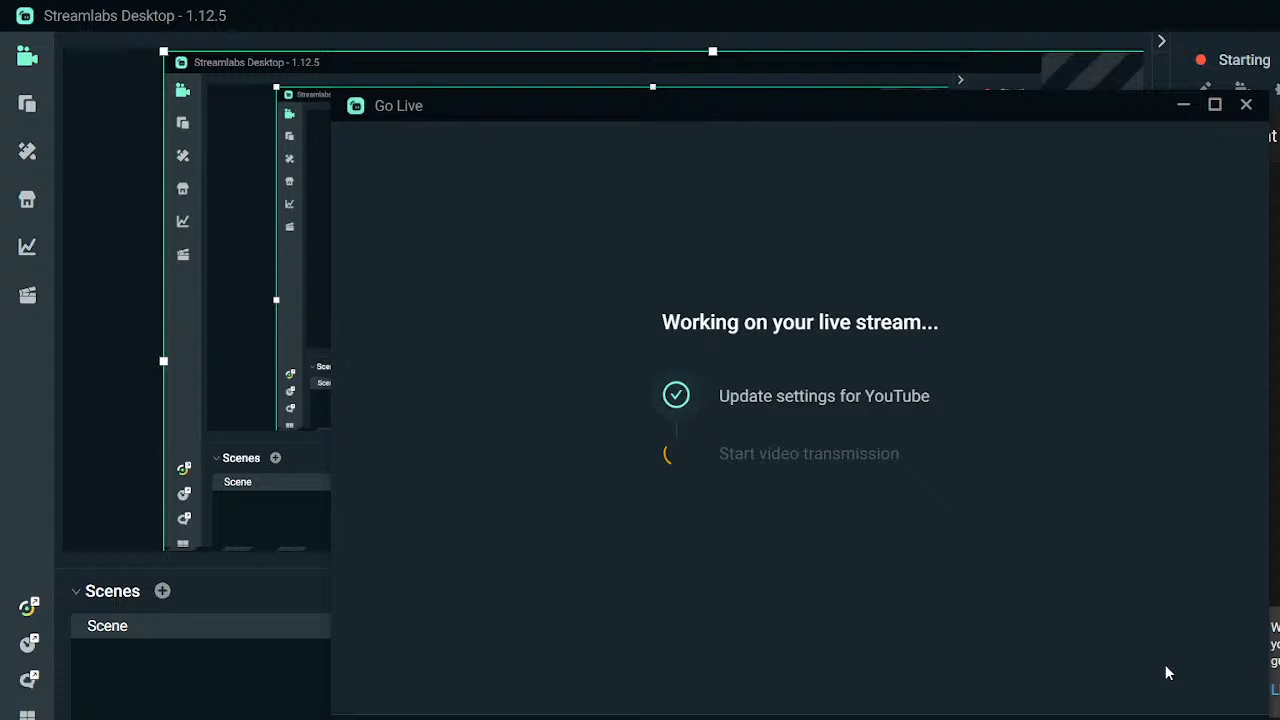 Streamlabs Desktop - 1.12.5
Streamlabs Desktop - 1.12.5
Starting
Streamlabs
Go Live
Working on your live stream...
Update settings for YouTube
Start video transmission
Scenes
Scene
Scenes
Scene